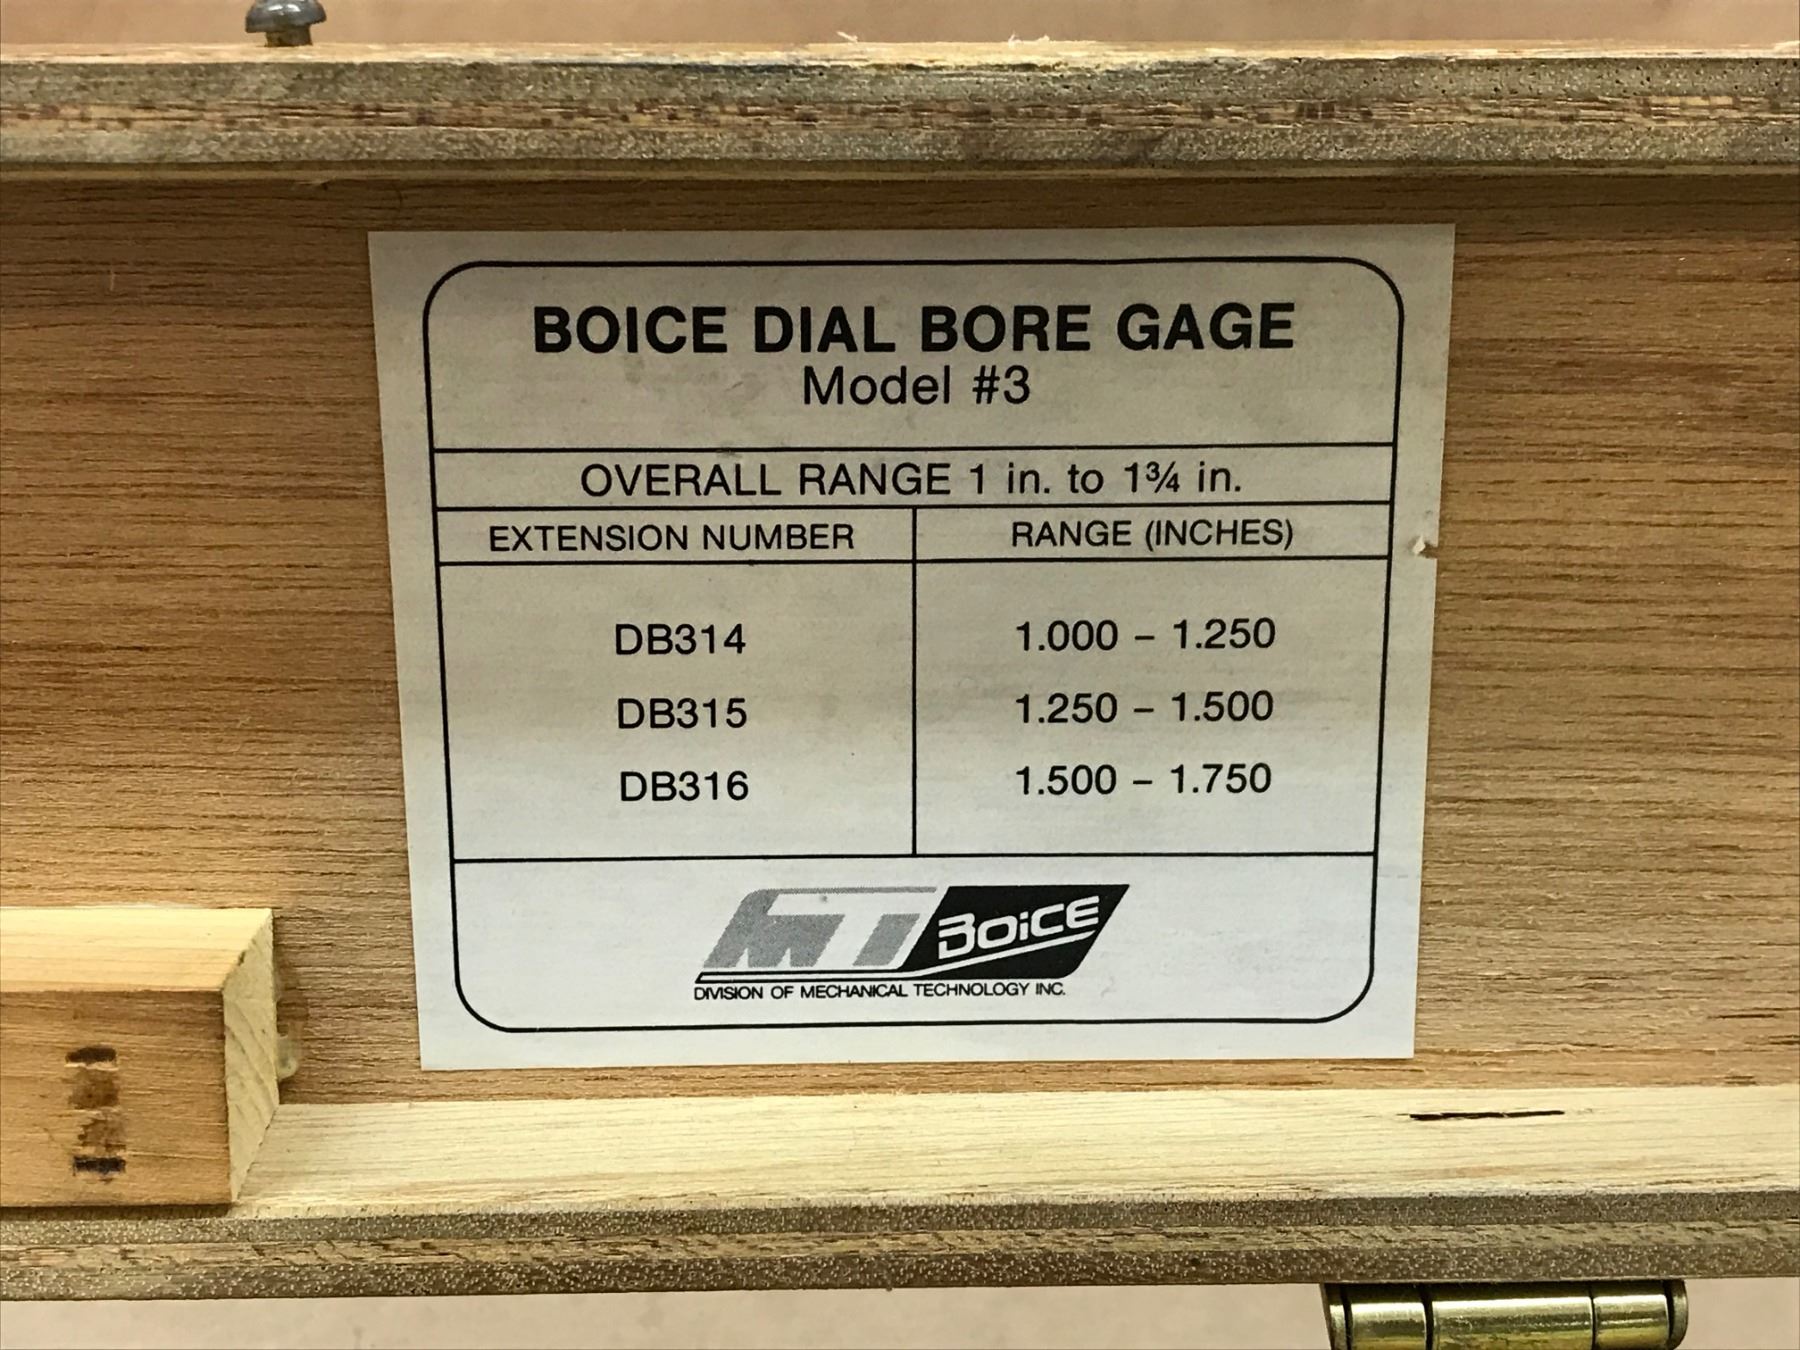 BOICE DIAL BORE GAGE
Model #3
OVERALL RANGE 1 in. to 1¾ in.
EXTENSION NUMBER RANGE (INCHES)
DB314 1.000 – 1.250
DB315 1.250 – 1.500
DB316 1.500 – 1.750
MTI BOiCE
DIVISION OF MECHANICAL TECHNOLOGY INC.